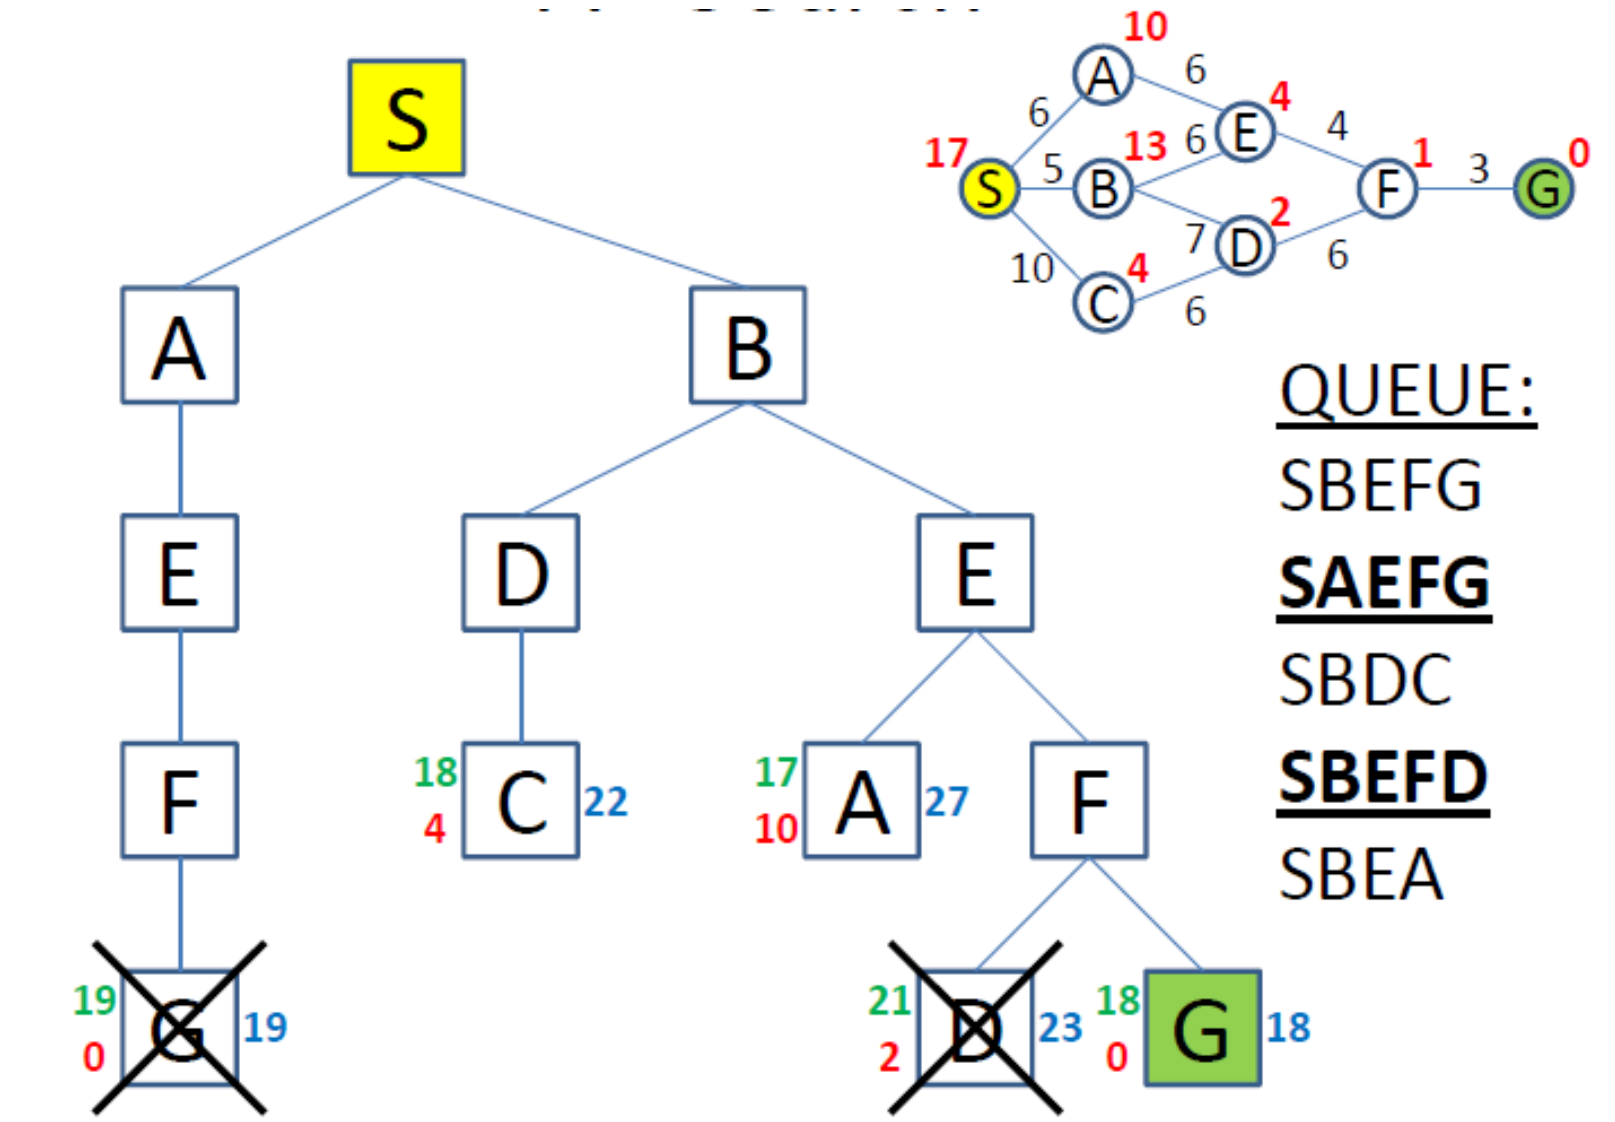 S
A B
E D E
F
18 4 C 22
17 10 A 27
F
19 0 G 19
21 2 D 23
18 0 G 18
10
A 6
6 4
E 4
17 13 6 1 0
S 5 B F 3 G
2
7 D 6
10 4
C 6
QUEUE:
SBEFG
SAEFG
SBDC
SBEFD
SBEA